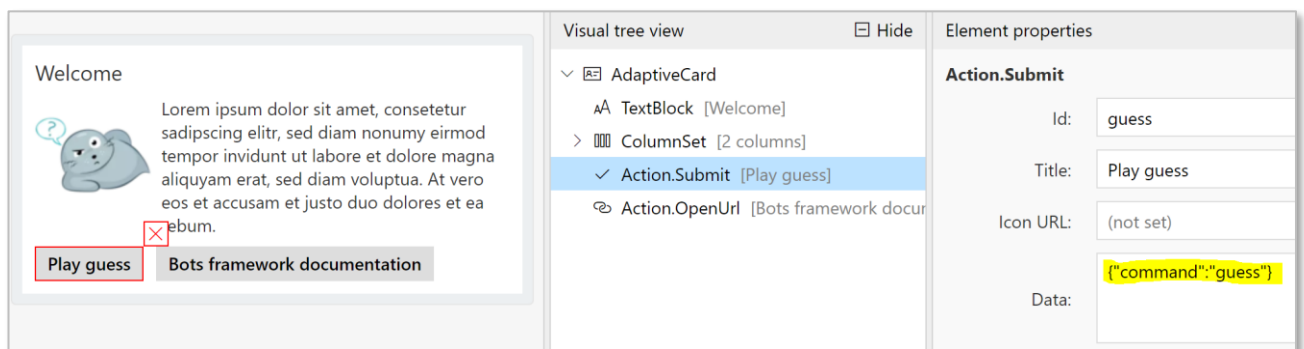 Welcome
Lorem ipsum dolor sit amet, consetetur
sadipscing elitr, sed diam nonumy eirmod
tempor invidunt ut labore et dolore magna
aliquyam erat, sed diam voluptua. At vero
eos et accusam et justo duo dolores et ea
ebum.
Play guess
Bots framework documentation
Visual tree view
Hide
AdaptiveCard
TextBlock [Welcome]
ColumnSet [2 columns]
Action.Submit [Play guess]
Action.OpenUrl [Bots framework docur
Element properties
Action.Submit
Id: guess
Title: Play guess
Icon URL: (not set)
Data: {"command":"guess"}